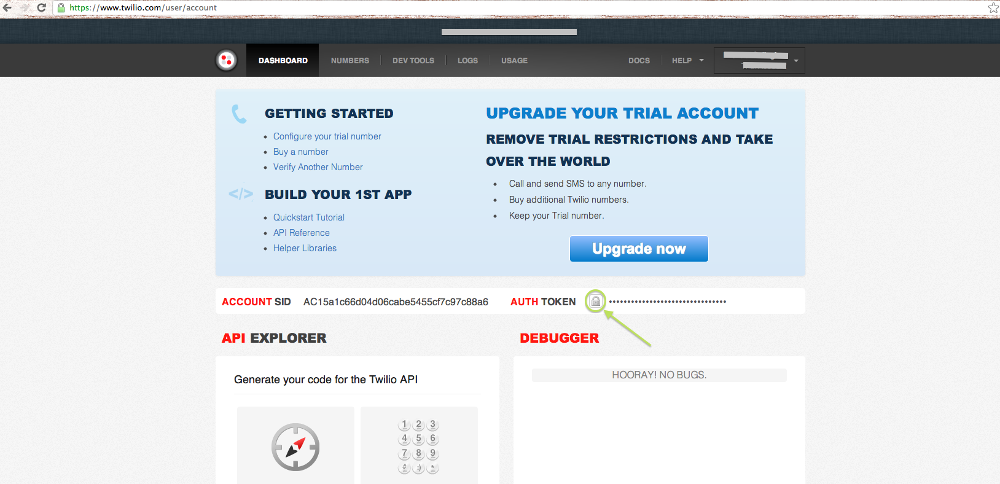 https://www.twilio.com/user/account
DASHBOARD
NUMBERS
DEV TOOLS
LOGS
USAGE
DOCS
HELP
GETTING STARTED
Configure your trial number
Buy a number
Verify Another Number
</>
BUILD YOUR 1ST APP
Quickstart Tutorial
API Reference
Helper Libraries
UPGRADE YOUR TRIAL ACCOUNT
REMOVE TRIAL RESTRICTIONS AND TAKE
OVER THE WORLD
Call and send SMS to any number.
Buy additional Twilio numbers.
Keep your Trial number.
Upgrade now
ACCOUNT SID AC15a1c66d04d06cabe5455cf7c97c88a6
AUTH TOKEN ••••••••••••••••••••••••••••••••
API EXPLORER
Generate your code for the Twilio API
1 2 3
4 5 6
7 8 9
# :) *
DEBUGGER
HOORAY! NO BUGS.